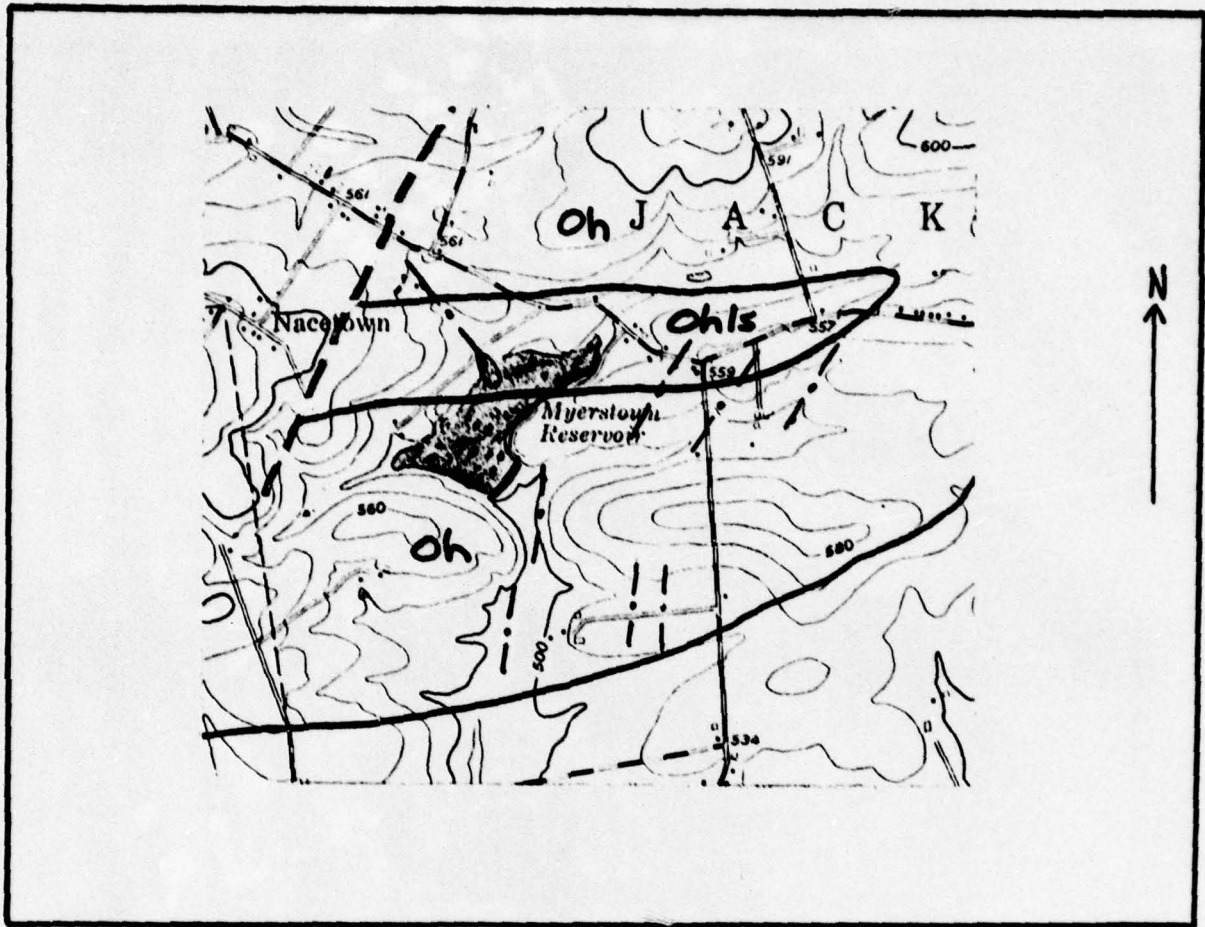 600
591
561
Oh J A C K
561
N
Nacetown
Ohls
557
559
Myerstown
Reservoir
560
Oh
580
500
534